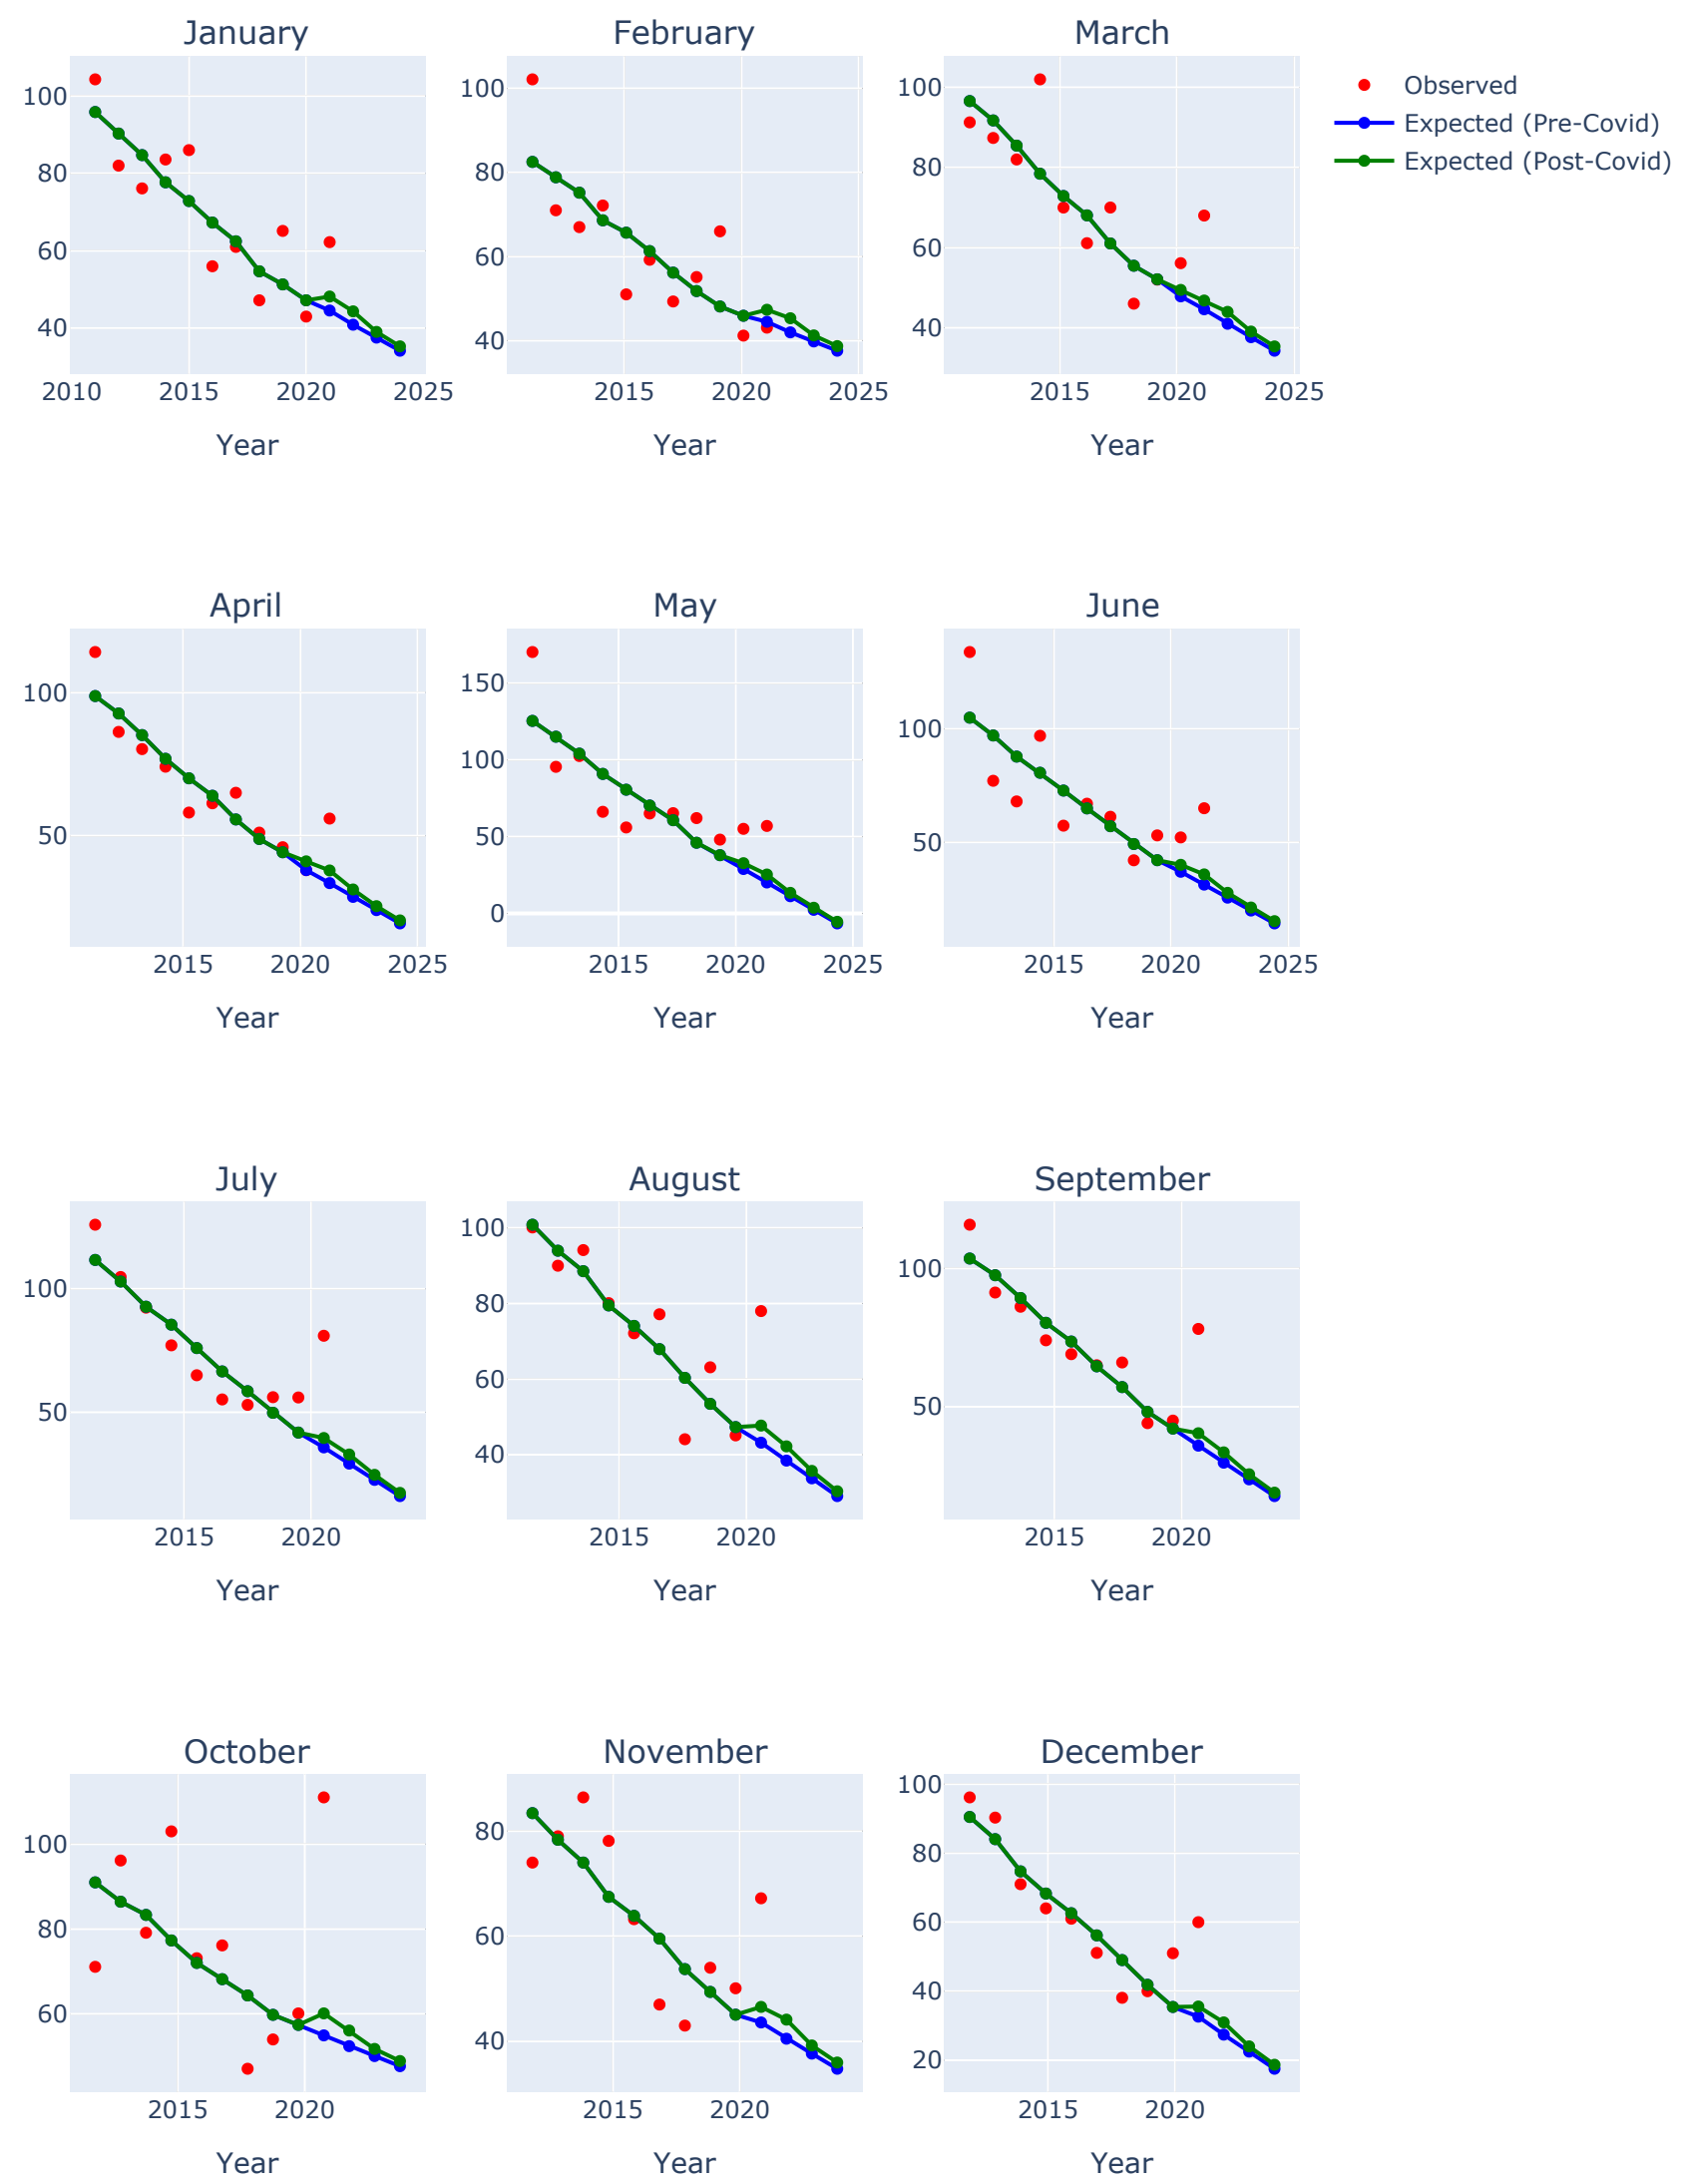 January February March
100 100 100 Observed
Expected (Pre-Covid)
80 80 80 Expected (Post-Covid)
60 60 60
40 40 40
2010 2015 2020 2025 2015 2020 2025 2015 2020 2025
Year Year Year
April May June
100 150 100
50 100 50
50
0
2015 2020 2025 2015 2020 2025 2015 2020 2025
Year Year Year
July August September
100 100 100
80
50 60 50
40
2015 2020 2015 2020 2015 2020
Year Year Year
October November December
100 80 100
80 60 80
60 40 60
40
20
2015 2020 2015 2020 2015 2020
Year Year Year